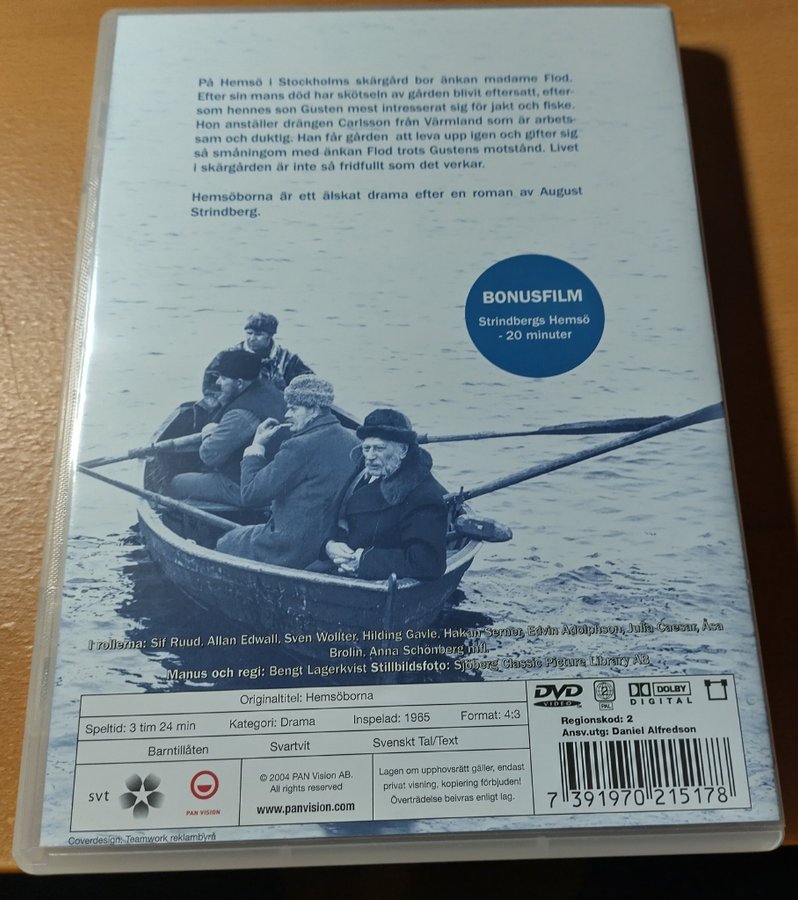 På Hemsö i Stockholms skärgård bor änkan madame Flod.
Efter sin mans död har skötseln av gården blivit eftersatt, efter-
som hennes son Gusten mest intresserat sig för jakt och fiske.
Hon anställer drängen Carlsson från Värmland som är arbets-
sam och duktig. Han får gården att leva upp igen och gifter sig
så småningom med änkan Flod trots Gustens motstånd. Livet
i skärgården är inte så fridfullt som det verkar.
Hemsöborna är ett älskat drama efter en roman av August
Strindberg.
BONUSFILM
Strindbergs Hemsö
- 20 minuter
I rollerna: Sif Ruud, Allan Edwall, Sven Wollter, Hilding Gavle, Håkan Serner, Edvin Adolphson, Julia Caesar, Åsa
Brolin, Anna Schönberg mfl.
Manus och regi: Bengt Lagerkvist Stillbildsfoto: Sjöberg Classic Picture Library AB
Originaltitel: Hemsöborna
Speltid: 3 tim 24 min Kategori: Drama Inspelad: 1965 Format: 4:3
Barntillåten Svartvit Svenskt Tal/Text
svt
PAN VISION
© 2004 PAN Vision AB.
All rights reserved
www.panvision.com
Lagen om upphovsrätt gäller, endast
privat visning, kopiering förbjuden!
Överträdelse beivras enligt lag.
DVD
VIDEO
2
PAL
DOLBY
DIGITAL
Regionskod: 2
Ansv.utg: Daniel Alfredson
7 391970 215178
Coverdesign: Teamwork reklambyrå